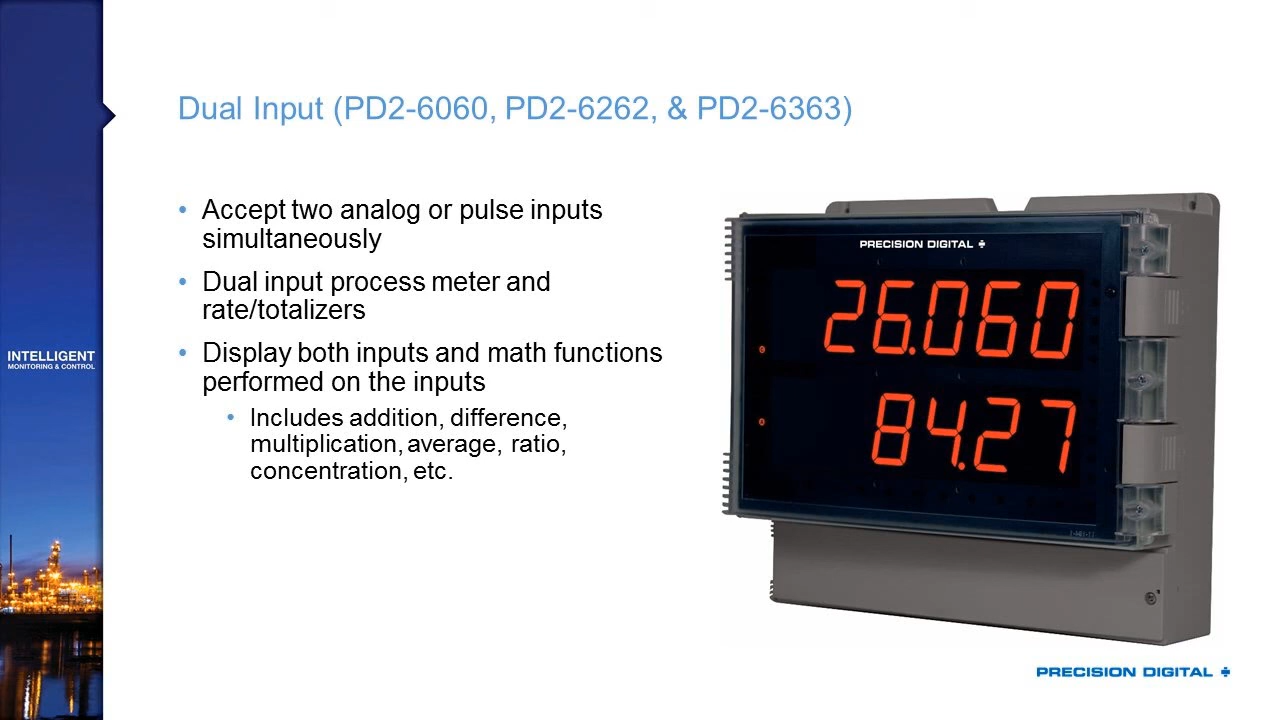 Dual Input (PD2-6060, PD2-6262, & PD2-6363)
• Accept two analog or pulse inputs
simultaneously
• Dual input process meter and
rate/totalizers
• Display both inputs and math functions
performed on the inputs
• Includes addition, difference,
multiplication, average, ratio,
concentration, etc.
INTELLIGENT
MONITORING & CONTROL
PRECISION DIGITAL
26.060
84.27
PRECISION DIGITAL